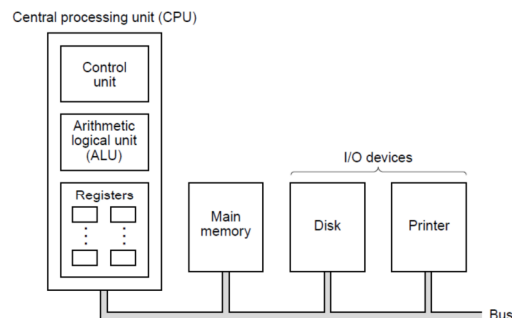 Central processing unit (CPU)
Control
unit
Arithmetic
logical unit
(ALU)
Registers
Main
memory
I/O devices
Disk
Printer
Bus